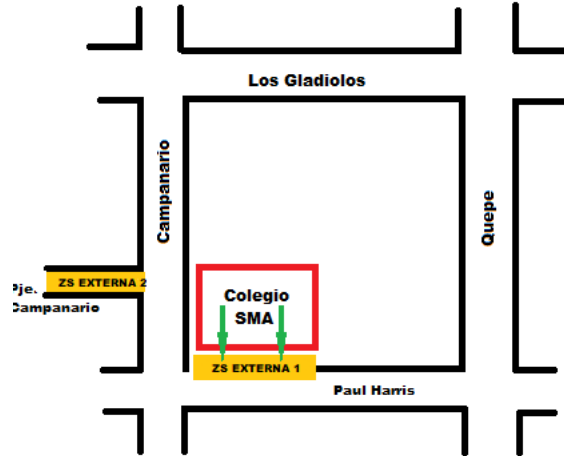 Los Gladiolos
Campanario
Quepe
ZS EXTERNA 2
Pje.
Campanario
Colegio
SMA
ZS EXTERNA 1
Paul Harris